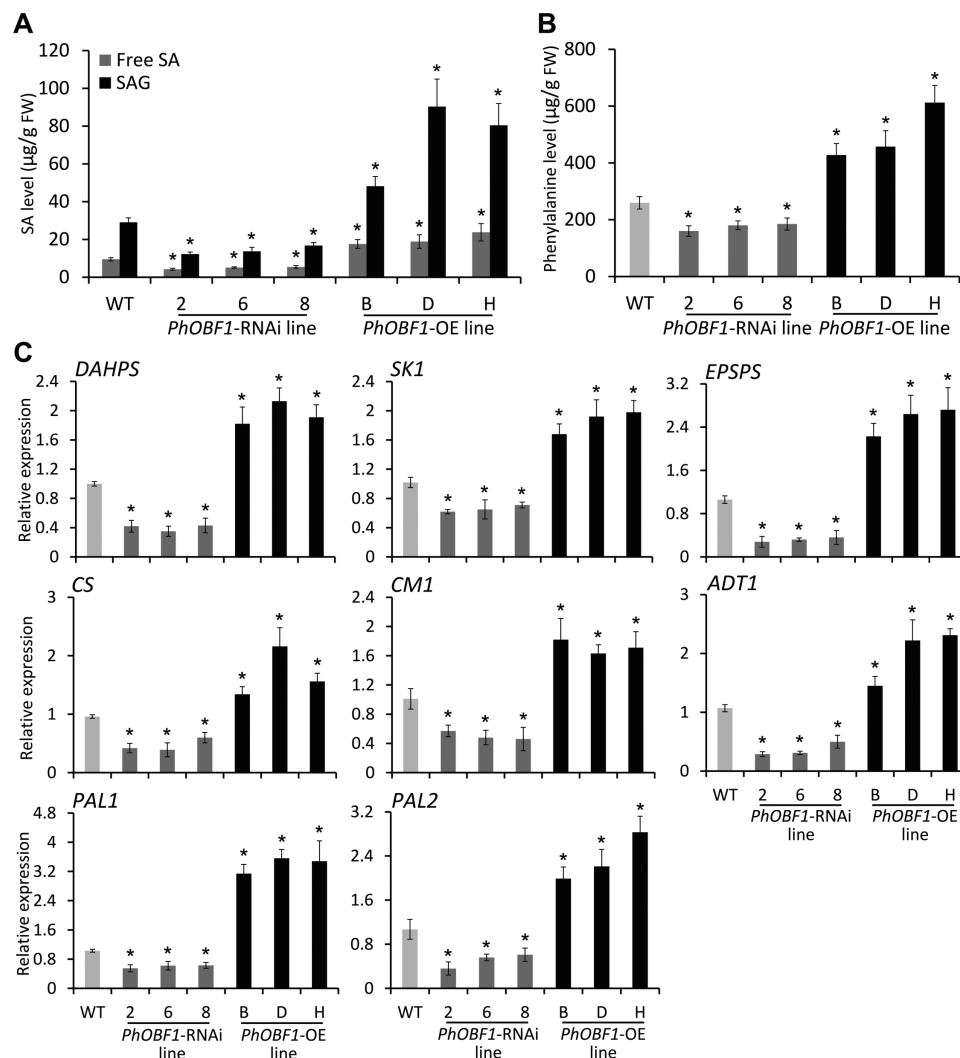 A
SA level (µg/g FW)
120
100
80
60
40
20
0
Free SA
SAG
*
*
*
*
*
*
*
*
*
*
*
*
WT
2
6
8
B
D
H
PhOBF1-RNAi line
PhOBF1-OE line
B
Phenylalanine level (µg/g FW)
800
600
400
200
0
*
*
*
*
*
*
WT
2
6
8
B
D
H
PhOBF1-RNAi line
PhOBF1-OE line
C
DAHPS
Relative expression
2.4
1.8
1.2
0.6
0
*
*
*
*
*
*
SK1
2.4
2
1.6
1.2
0.8
0.4
0
*
*
*
*
*
*
EPSPS
3.2
2.4
1.6
0.8
0
*
*
*
*
*
*
CS
Relative expression
3
2
1
0
*
*
*
*
*
*
CM1
2.4
2
1.6
1.2
0.8
0.4
0
*
*
*
*
*
*
ADT1
3
2
1
0
*
*
*
*
*
*
WT
2
6
8
B
D
H
PhOBF1-RNAi
line
PhOBF1-OE
line
PAL1
Relative expression
4.8
4
3.2
2.4
1.6
0.8
0
*
*
*
*
*
*
WT
2
6
8
B
D
H
PhOBF1-RNAi
line
PhOBF1-OE
line
PAL2
3.2
2.4
1.6
0.8
0
*
*
*
*
*
*
WT
2
6
8
B
D
H
PhOBF1-RNAi
line
PhOBF1-OE
line